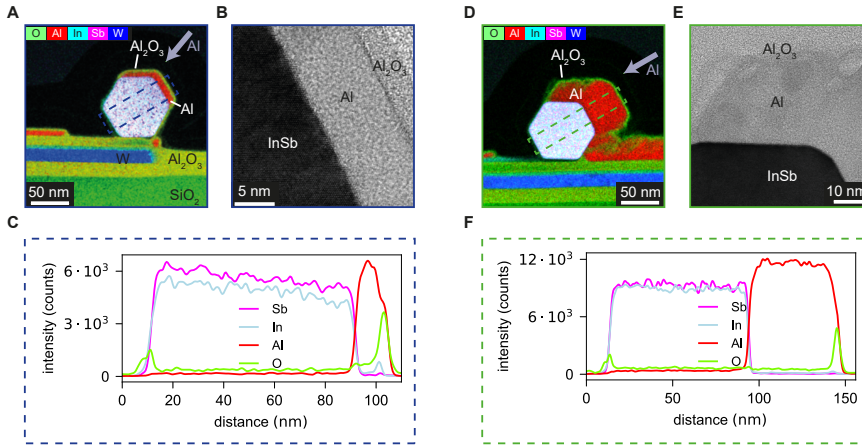 A
O Al In Sb W
Al₂O₃
Al
Al
W
Al₂O₃
50 nm
SiO₂
B
Al₂O₃
Al
InSb
5 nm
C
intensity (counts)
6·10³
3·10³
0
Sb
In
Al
O
0 20 40 60 80 100
distance (nm)
D
O Al In Sb W
Al₂O₃
Al
Al
50 nm
E
Al₂O₃
Al
InSb
10 nm
F
intensity (counts)
12·10³
6·10³
0
Sb
In
Al
O
0 50 100 150
distance (nm)